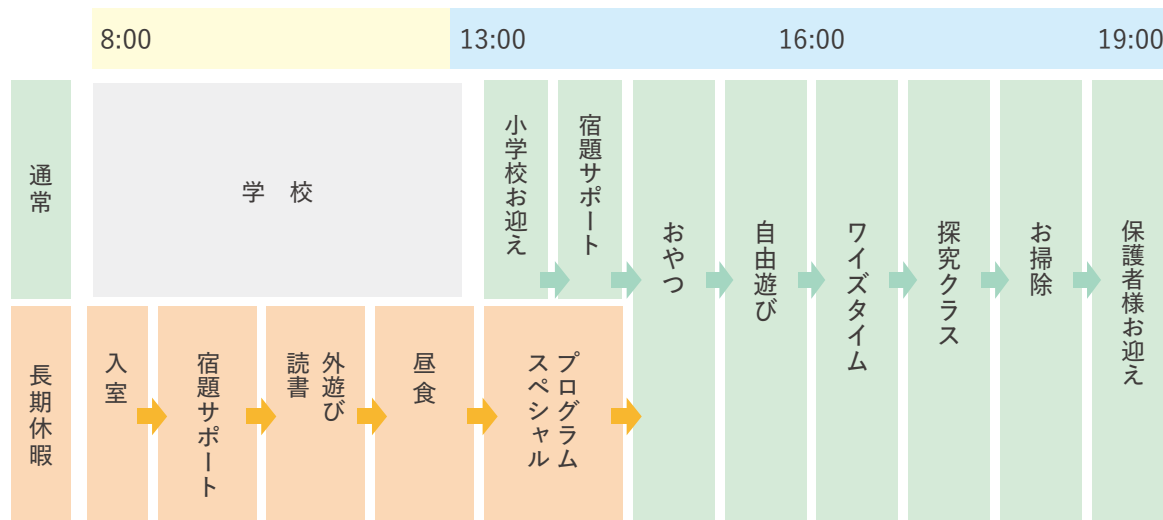 8:00
13:00
16:00
19:00
通常
学 校
小学校お迎え
宿題サポート
おやつ
自由遊び
ワイズタイム
探究クラス
お掃除
保護者様お迎え
長期休暇
入室
宿題サポート
外遊び
読書
昼食
プログラム
スペシャル